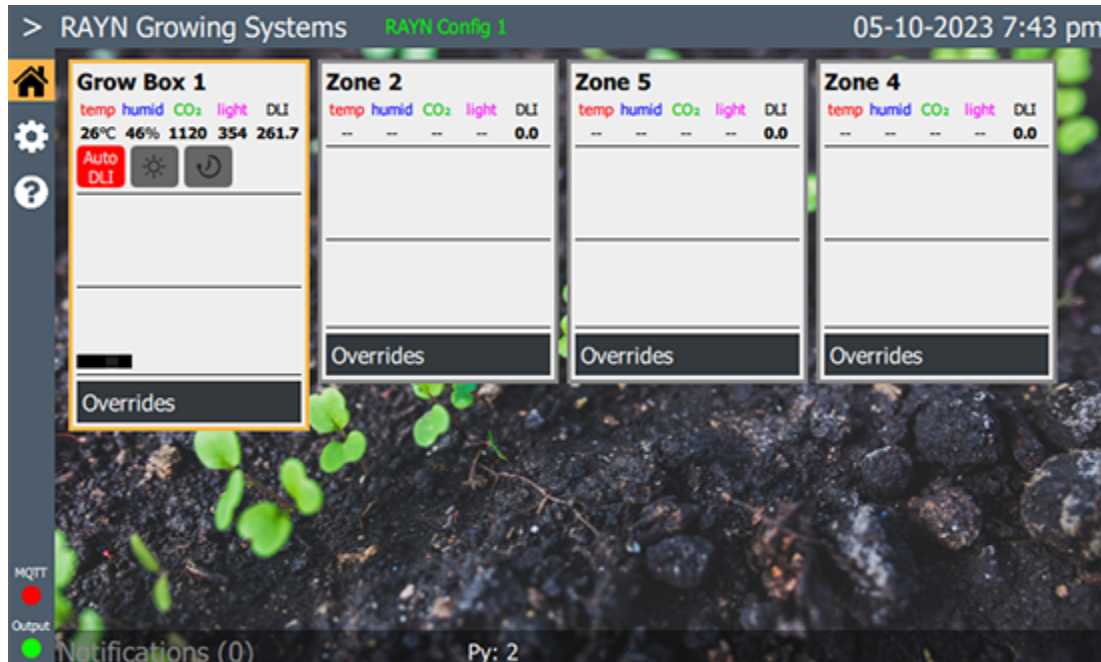 > RAYN Growing Systems RAYN Config 1 05-10-2023 7:43 pm
Grow Box 1
temp humid CO₂ light DLI
26°C 46% 1120 354 261.7
Auto
DLI
Overrides
Zone 2
temp humid CO₂ light DLI
-- -- -- -- 0.0
Overrides
Zone 5
temp humid CO₂ light DLI
-- -- -- -- 0.0
Overrides
Zone 4
temp humid CO₂ light DLI
-- -- -- -- 0.0
Overrides
?
MQTT
Output
Notifications (0) Py: 2